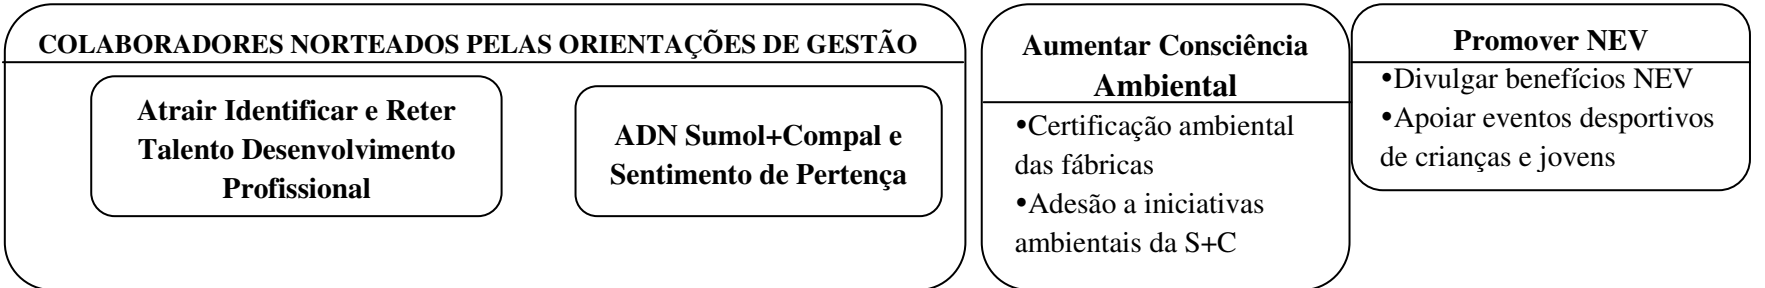 COLABORADORES NORTEADOS PELAS ORIENTAÇÕES DE GESTÃO
Atrair Identificar e Reter
Talento Desenvolvimento
Profissional
ADN Sumol+Compal e
Sentimento de Pertença
Aumentar Consciência
Ambiental
•Certificação ambiental
das fábricas
•Adesão a iniciativas
ambientais da S+C
Promover NEV
•Divulgar benefícios NEV
•Apoiar eventos desportivos
de crianças e jovens